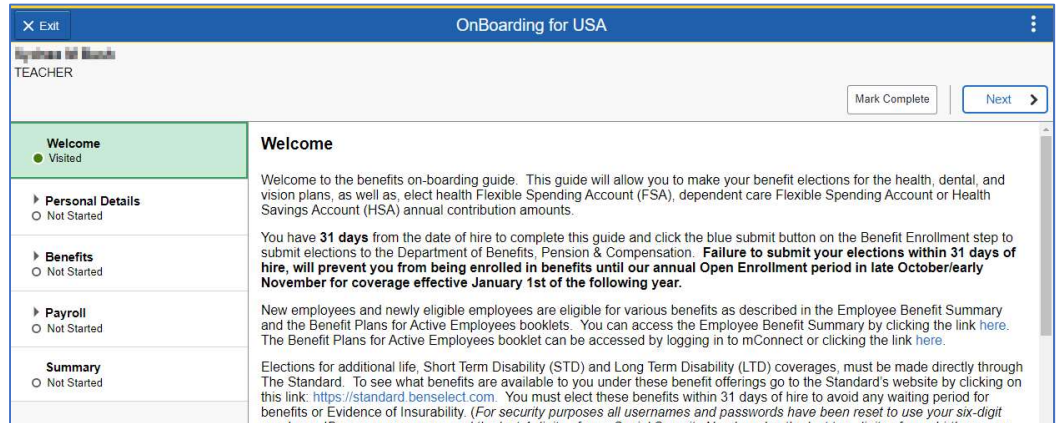 X Exit
OnBoarding for USA
TEACHER
Mark Complete
Next
Welcome
Visited
Personal Details
Not Started
Benefits
Not Started
Payroll
Not Started
Summary
Not Started
Welcome
Welcome to the benefits on-boarding guide. This guide will allow you to make your benefit elections for the health, dental, and
vision plans, as well as, elect health Flexible Spending Account (FSA), dependent care Flexible Spending Account or Health
Savings Account (HSA) annual contribution amounts.
You have 31 days from the date of hire to complete this guide and click the blue submit button on the Benefit Enrollment step to
submit elections to the Department of Benefits, Pension & Compensation. Failure to submit your elections within 31 days of
hire, will prevent you from being enrolled in benefits until our annual Open Enrollment period in late October/early
November for coverage effective January 1st of the following year.
New employees and newly eligible employees are eligible for various benefits as described in the Employee Benefit Summary
and the Benefit Plans for Active Employees booklets. You can access the Employee Benefit Summary by clicking the link here.
The Benefit Plans for Active Employees booklet can be accessed by logging in to mConnect or clicking the link here.
Elections for additional life, Short Term Disability (STD) and Long Term Disability (LTD) coverages, must be made directly through
The Standard. To see what benefits are available to you under these benefit offerings go to the Standard's website by clicking on
this link: https://standard.benselect.com. You must elect these benefits within 31 days of hire to avoid any waiting period for
benefits or Evidence of Insurability. (For security purposes all usernames and passwords have been reset to use your six-digit